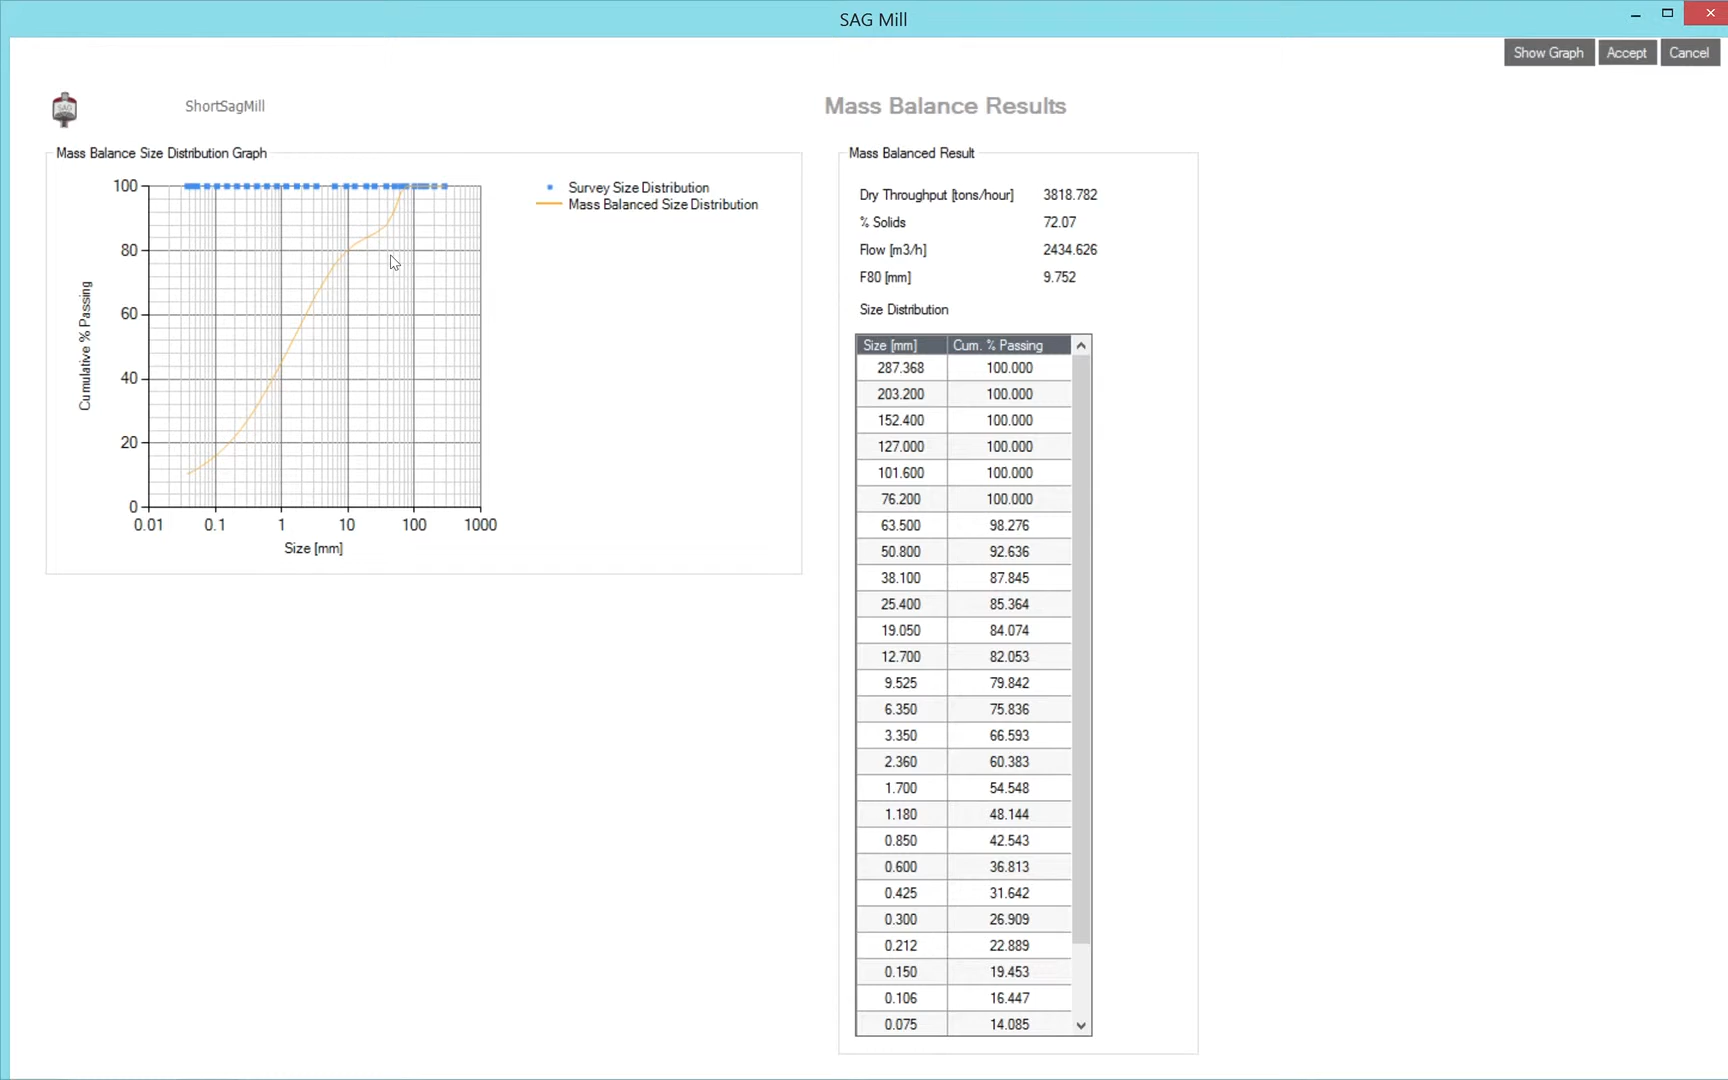 SAG Mill
Show Graph Accept Cancel
SAG
ShortSagMill
Mass Balance Results
Mass Balance Size Distribution Graph
100
80
60
40
20
0
0.01 0.1 1 10 100 1000
Cumulative % Passing
Size [mm]
Survey Size Distribution
Mass Balanced Size Distribution
Mass Balanced Result
Dry Throughput [tons/hour] 3818.782
% Solids 72.07
Flow [m3/h] 2434.626
F80 [mm] 9.752
Size Distribution
Size [mm] Cum. % Passing
287.368 100.000
203.200 100.000
152.400 100.000
127.000 100.000
101.600 100.000
76.200 100.000
63.500 98.276
50.800 92.636
38.100 87.845
25.400 85.364
19.050 84.074
12.700 82.053
9.525 79.842
6.350 75.836
3.350 66.593
2.360 60.383
1.700 54.548
1.180 48.144
0.850 42.543
0.600 36.813
0.425 31.642
0.300 26.909
0.212 22.889
0.150 19.453
0.106 16.447
0.075 14.085